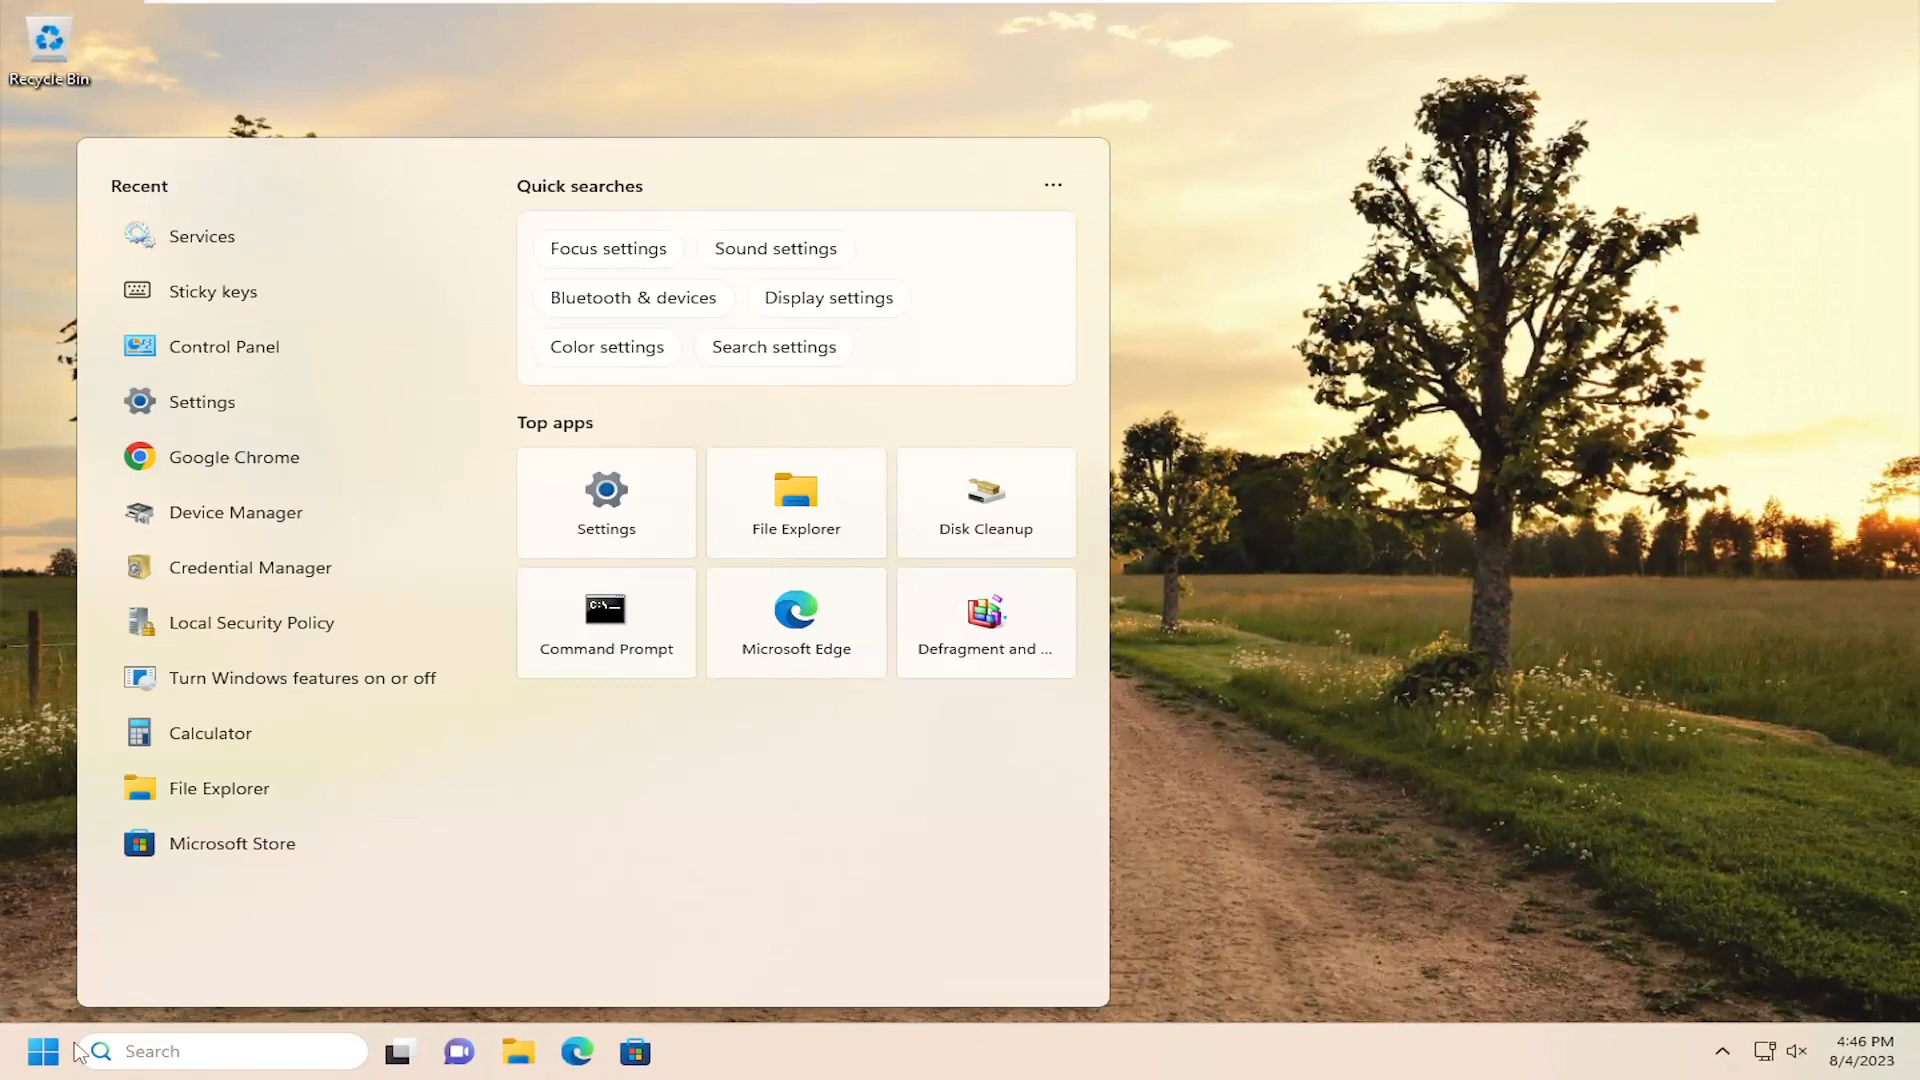 Recycle Bin
Recent
Services
Sticky keys
Control Panel
Settings
Google Chrome
Device Manager
Credential Manager
Local Security Policy
Turn Windows features on or off
Calculator
File Explorer
Microsoft Store
Quick searches
...
Focus settings
Sound settings
Bluetooth & devices
Display settings
Color settings
Search settings
Top apps
Settings
File Explorer
Disk Cleanup
C:\_
Command Prompt
Microsoft Edge
Defragment and ...
Search
4:46 PM
8/4/2023